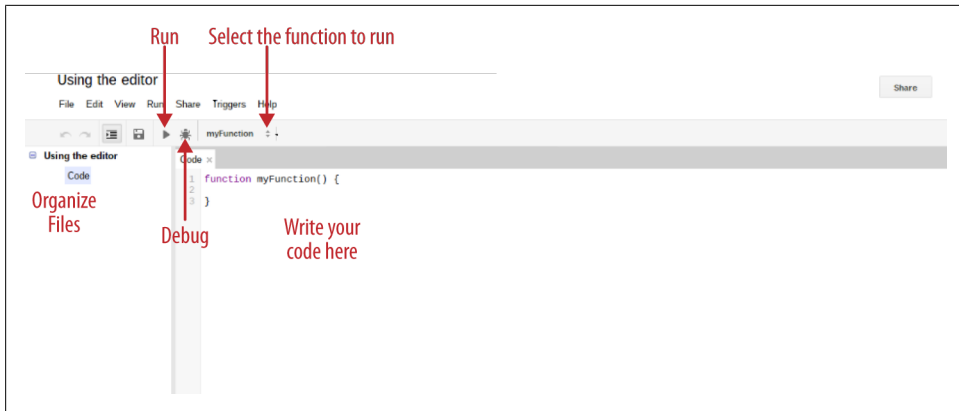 Run Select the function to run
Using the editor
Share
File Edit View Run Share Triggers Help
myFunction
Using the editor
Code ×
Code
1 function myFunction() {
2
3 }
Organize
Files
Debug
Write your
code here